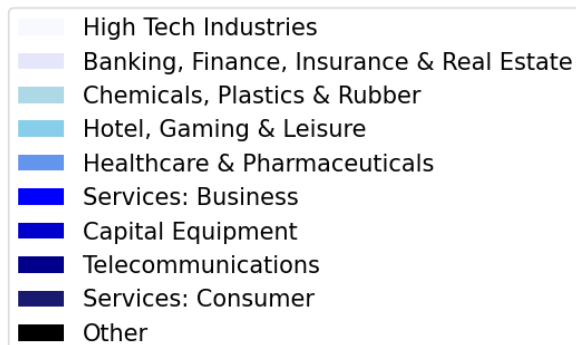 High Tech Industries
Banking, Finance, Insurance & Real Estate
Chemicals, Plastics & Rubber
Hotel, Gaming & Leisure
Healthcare & Pharmaceuticals
Services: Business
Capital Equipment
Telecommunications
Services: Consumer
Other